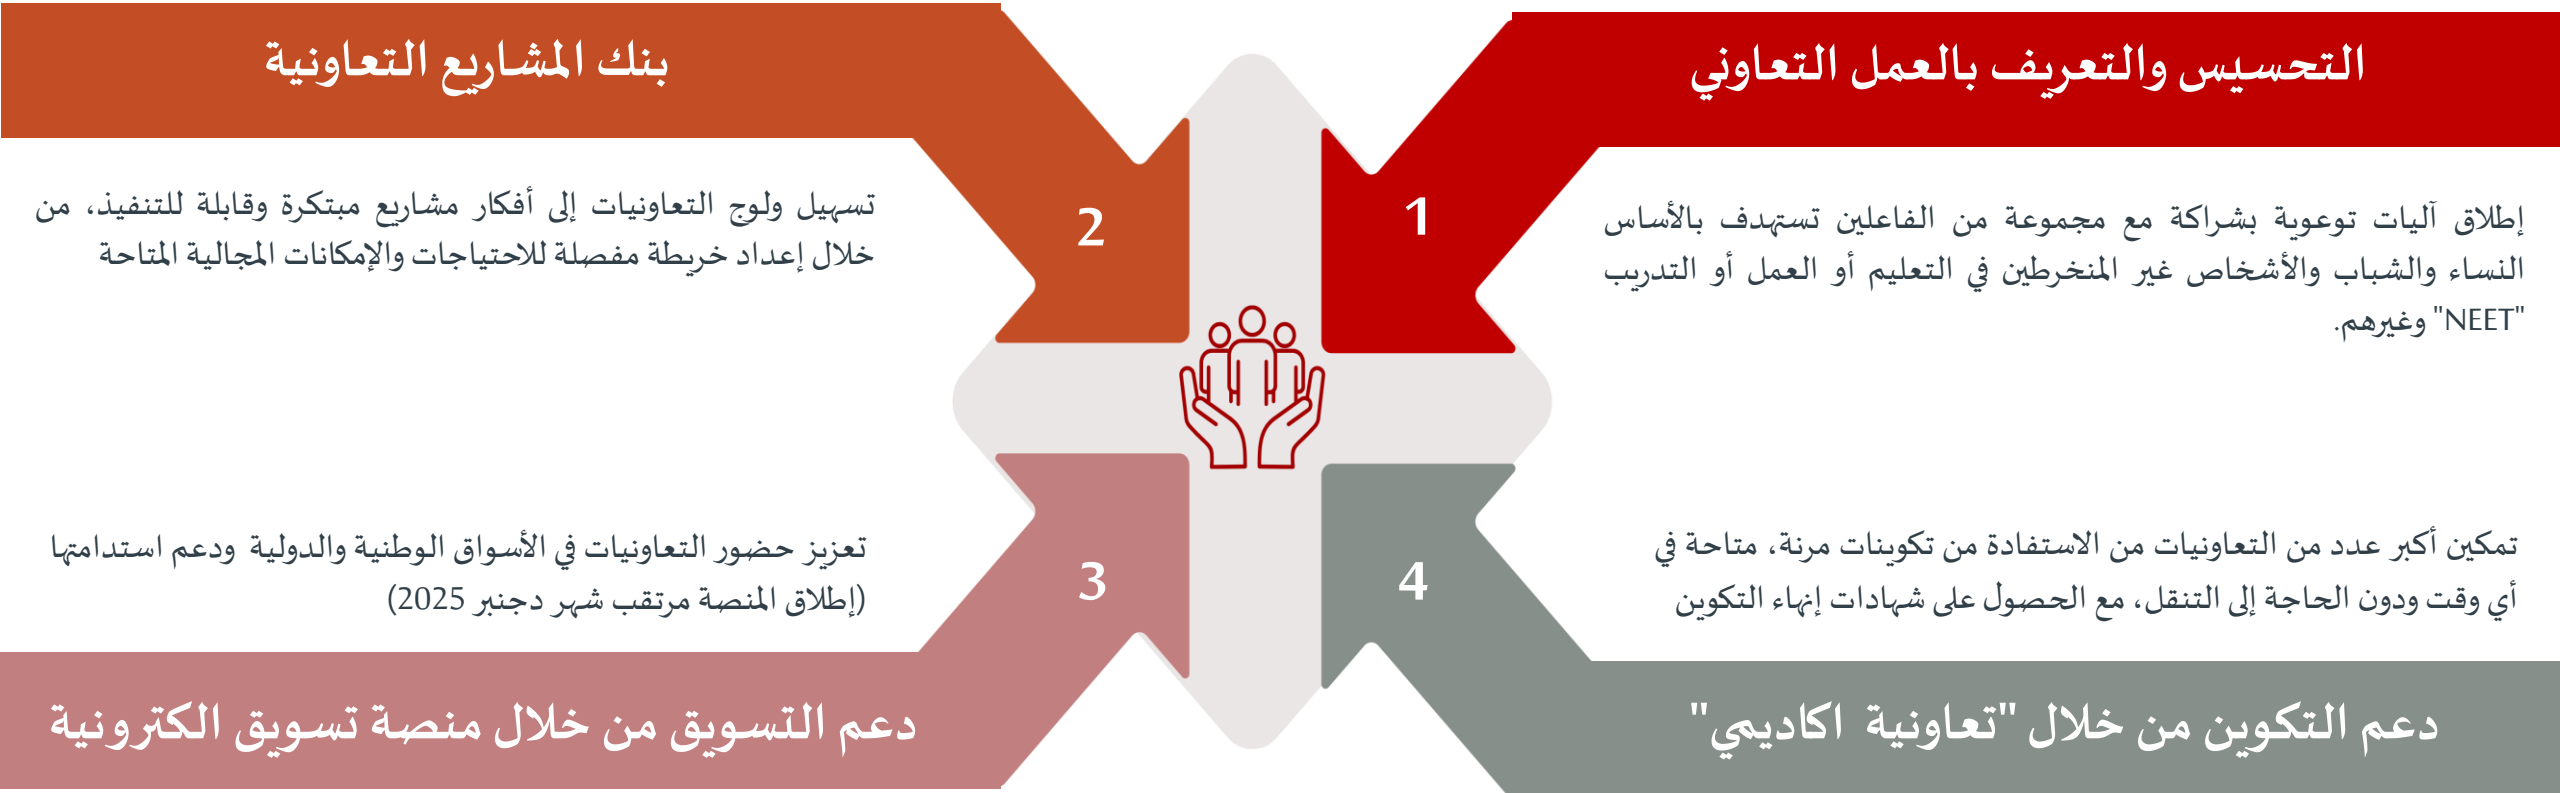 التحسيس والتعريف بالعمل التعاوني
1
إطلاق آليات توعوية بشراكة مع مجموعة من الفاعلين تستهدف بالأساس
النساء والشباب والأشخاص غير المنخرطين في التعليم أو العمل أو التدريب
"NEET" وغيرهم.
بنك المشاريع التعاونية
2
تسهيل ولوج التعاونيات إلى أفكار مشاريع مبتكرة وقابلة للتنفيذ، من
خلال إعداد خريطة مفصلة للاحتياجات والإمكانات المجالية المتاحة
3
تعزيز حضور التعاونيات في الأسواق الوطنية والدولية ودعم استدامتها
(إطلاق المنصة مرتقب شهر دجنبر 2025)
دعم التسويق من خلال منصة تسويق الكترونية
4
تمكين أكبر عدد من التعاونيات من الاستفادة من تكوينات مرنة، متاحة في
أي وقت ودون الحاجة إلى التنقل، مع الحصول على شهادات إنهاء التكوين
دعم التكوين من خلال "تعاونية اكاديمي"